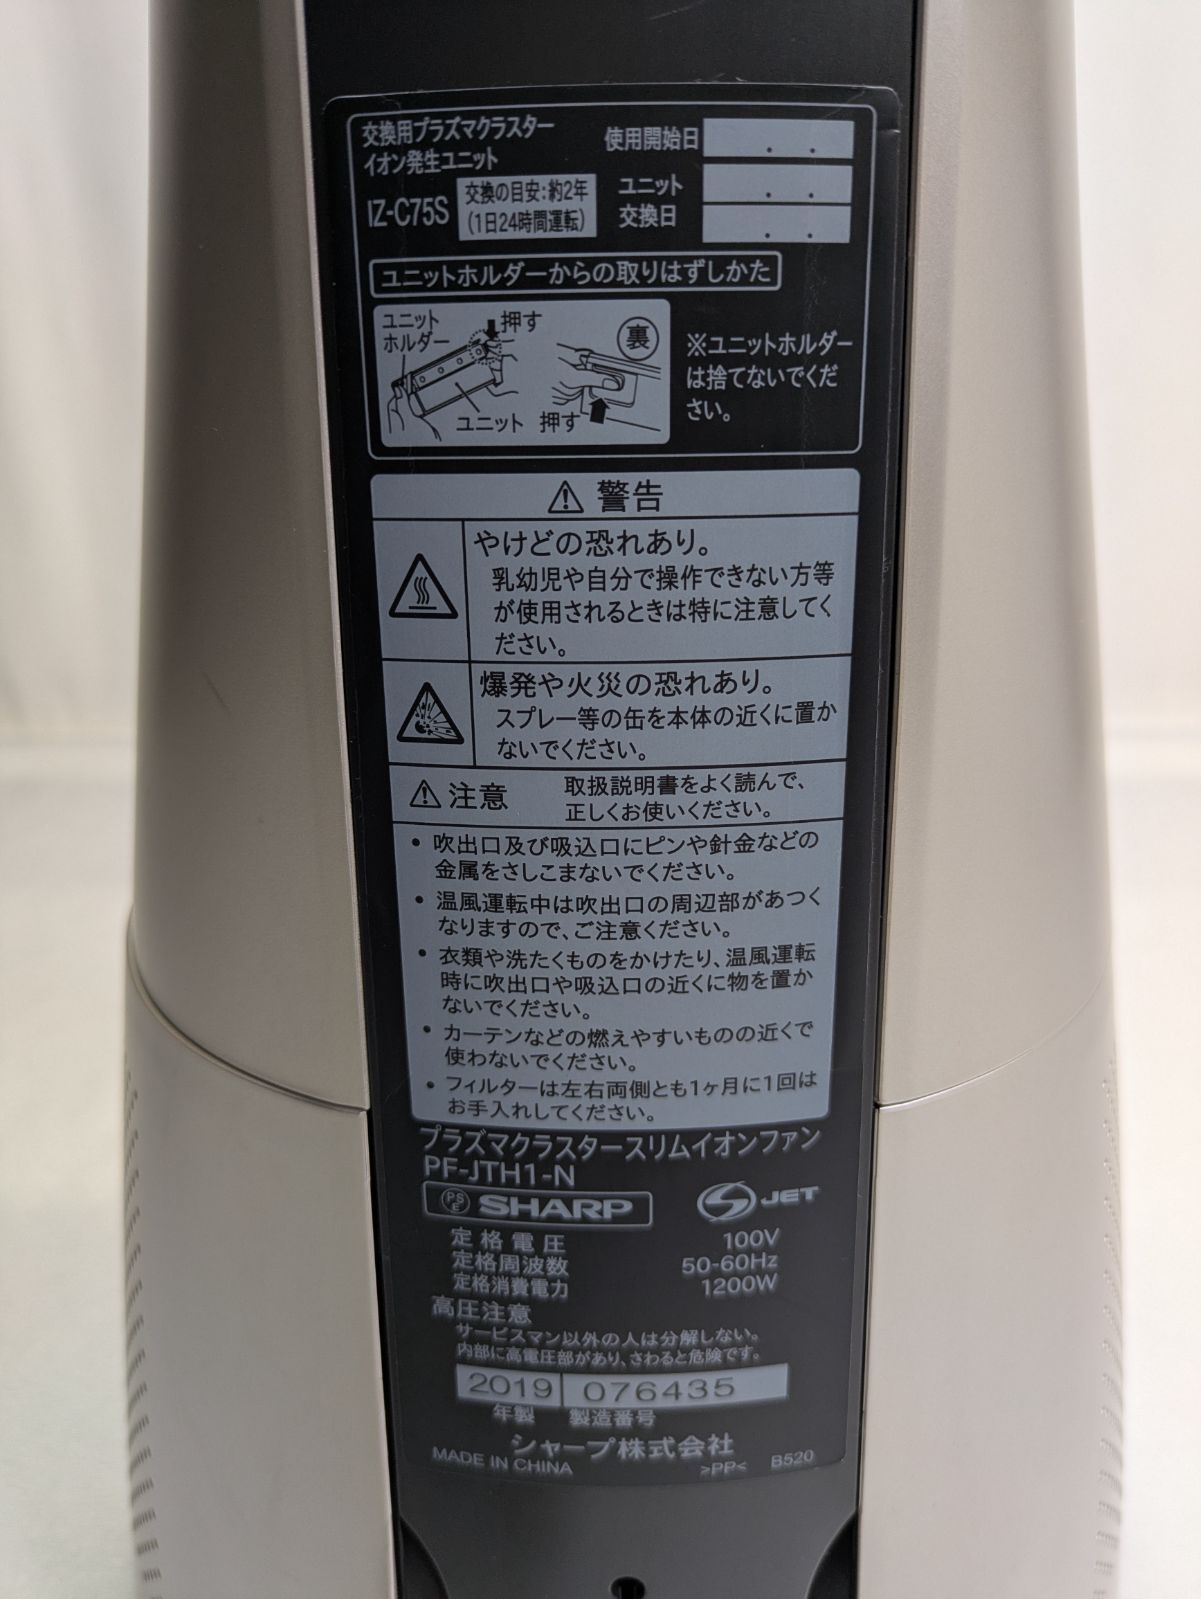 交換用プラズマクラスター
イオン発生ユニット
IZ-C75S
交換の目安:約2年
(1日24時間運転)
使用開始日 . .
ユニット
交換日
. .
. .
ユニットホルダーからの取りはずしかた
ユニット
ホルダー
押す
ユニット
裏
押す
※ユニットホルダー
は捨てないでくだ
さい。
⚠ 警告
やけどの恐れあり。
乳幼児や自分で操作できない方等
が使用されるときは特に注意してく
ださい。
爆発や火災の恐れあり。
スプレー等の缶を本体の近くに置か
ないでください。
⚠ 注意
取扱説明書をよく読んで、
正しくお使いください。
• 吹出口及び吸込口にピンや針金などの
金属をさしこまないでください。
• 温風運転中は吹出口の周辺部があつく
なりますので、ご注意ください。
• 衣類や洗たくものをかけたり、温風運転
時に吹出口や吸込口の近くに物を置か
ないでください。
• カーテンなどの燃えやすいものの近くで
使わないでください。
• フィルターは左右両側とも1ヶ月に1回は
お手入れしてください。
プラズマクラスタースリムイオンファン
PF-JTH1-N
PSE SHARP
S JET
定格電圧 100V
定格周波数 50-60Hz
定格消費電力 1200W
高圧注意
サービスマン以外の人は分解しない。
内部に高電圧部があり、さわると危険です。
2019 076435
年製 製造番号
シャープ株式会社
MADE IN CHINA >PP< B520